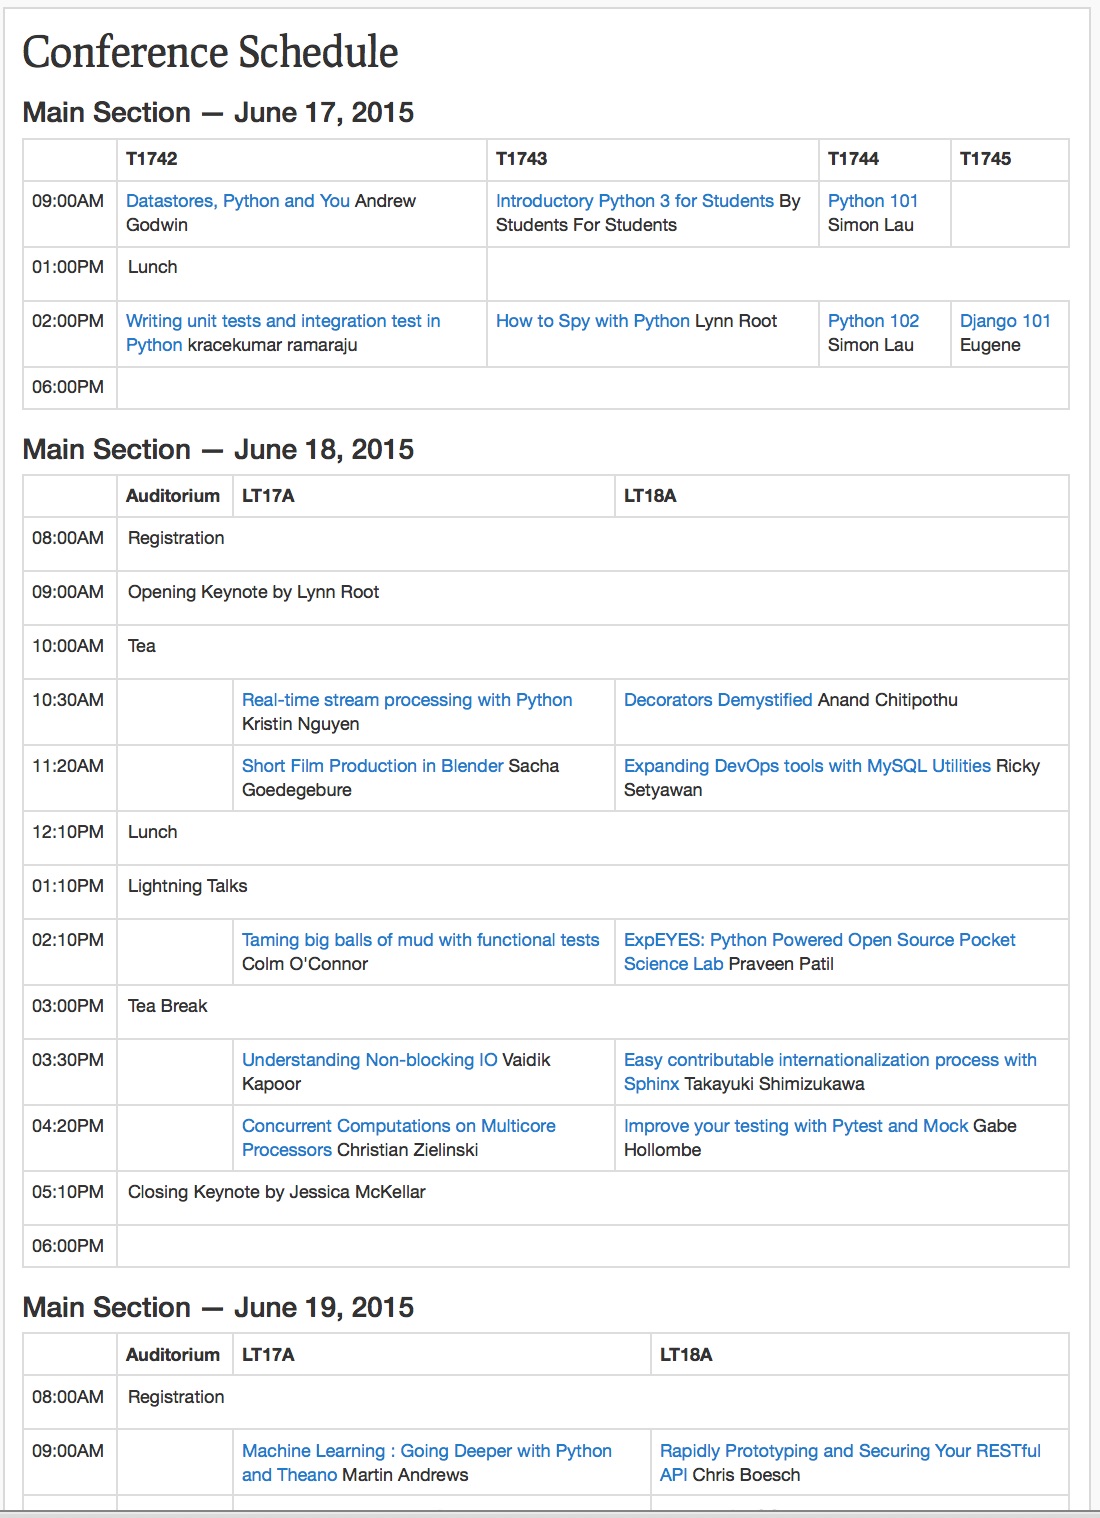 Conference Schedule
Main Section — June 17, 2015
T1742 T1743 T1744 T1745
09:00AM Datastores, Python and You Andrew Introductory Python 3 for Students By Python 101
Godwin Students For Students Simon Lau
01:00PM Lunch
02:00PM Writing unit tests and integration test in How to Spy with Python Lynn Root Python 102 Django 101
Python kracekumar ramaraju Simon Lau Eugene
06:00PM
Main Section — June 18, 2015
Auditorium LT17A LT18A
08:00AM Registration
09:00AM Opening Keynote by Lynn Root
10:00AM Tea
10:30AM Real-time stream processing with Python Decorators Demystified Anand Chitipothu
Kristin Nguyen
11:20AM Short Film Production in Blender Sacha Expanding DevOps tools with MySQL Utilities Ricky
Goedegebure Setyawan
12:10PM Lunch
01:10PM Lightning Talks
02:10PM Taming big balls of mud with functional tests ExpEYES: Python Powered Open Source Pocket
Colm O'Connor Science Lab Praveen Patil
03:00PM Tea Break
03:30PM Understanding Non-blocking IO Vaidik Easy contributable internationalization process with
Kapoor Sphinx Takayuki Shimizukawa
04:20PM Concurrent Computations on Multicore Improve your testing with Pytest and Mock Gabe
Processors Christian Zielinski Hollombe
05:10PM Closing Keynote by Jessica McKellar
06:00PM
Main Section — June 19, 2015
Auditorium LT17A LT18A
08:00AM Registration
09:00AM Machine Learning : Going Deeper with Python Rapidly Prototyping and Securing Your RESTful
and Theano Martin Andrews API Chris Boesch